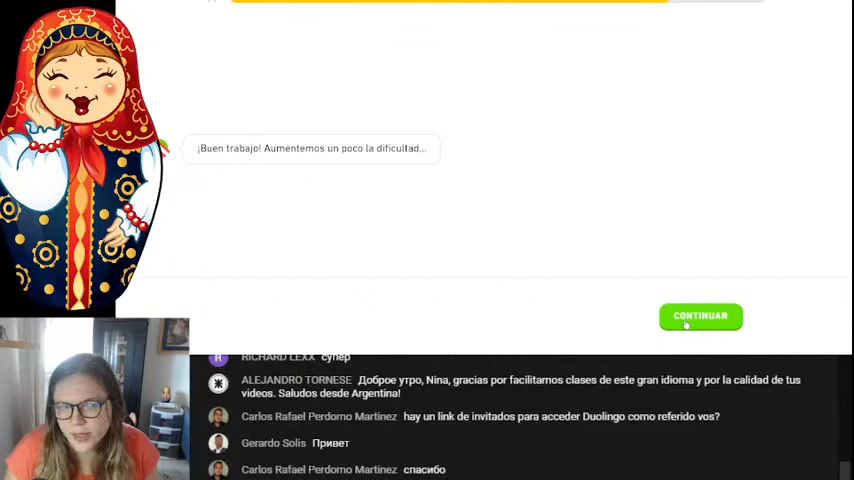 ¡Buen trabajo! Aumentemos un poco la dificultad...
CONTINUAR
RICHARD LEXX супер
ALEJANDRO TORNESE Доброе утро, Nina, gracias por facilitarnos clases de este gran idioma y por la calidad de tus
videos. Saludos desde Argentina!
Carlos Rafael Perdomo Martinez hay un link de invitados para acceder Duolingo como referido vos?
Gerardo Solis Привет
Carlos Rafael Perdomo Martinez спасибо